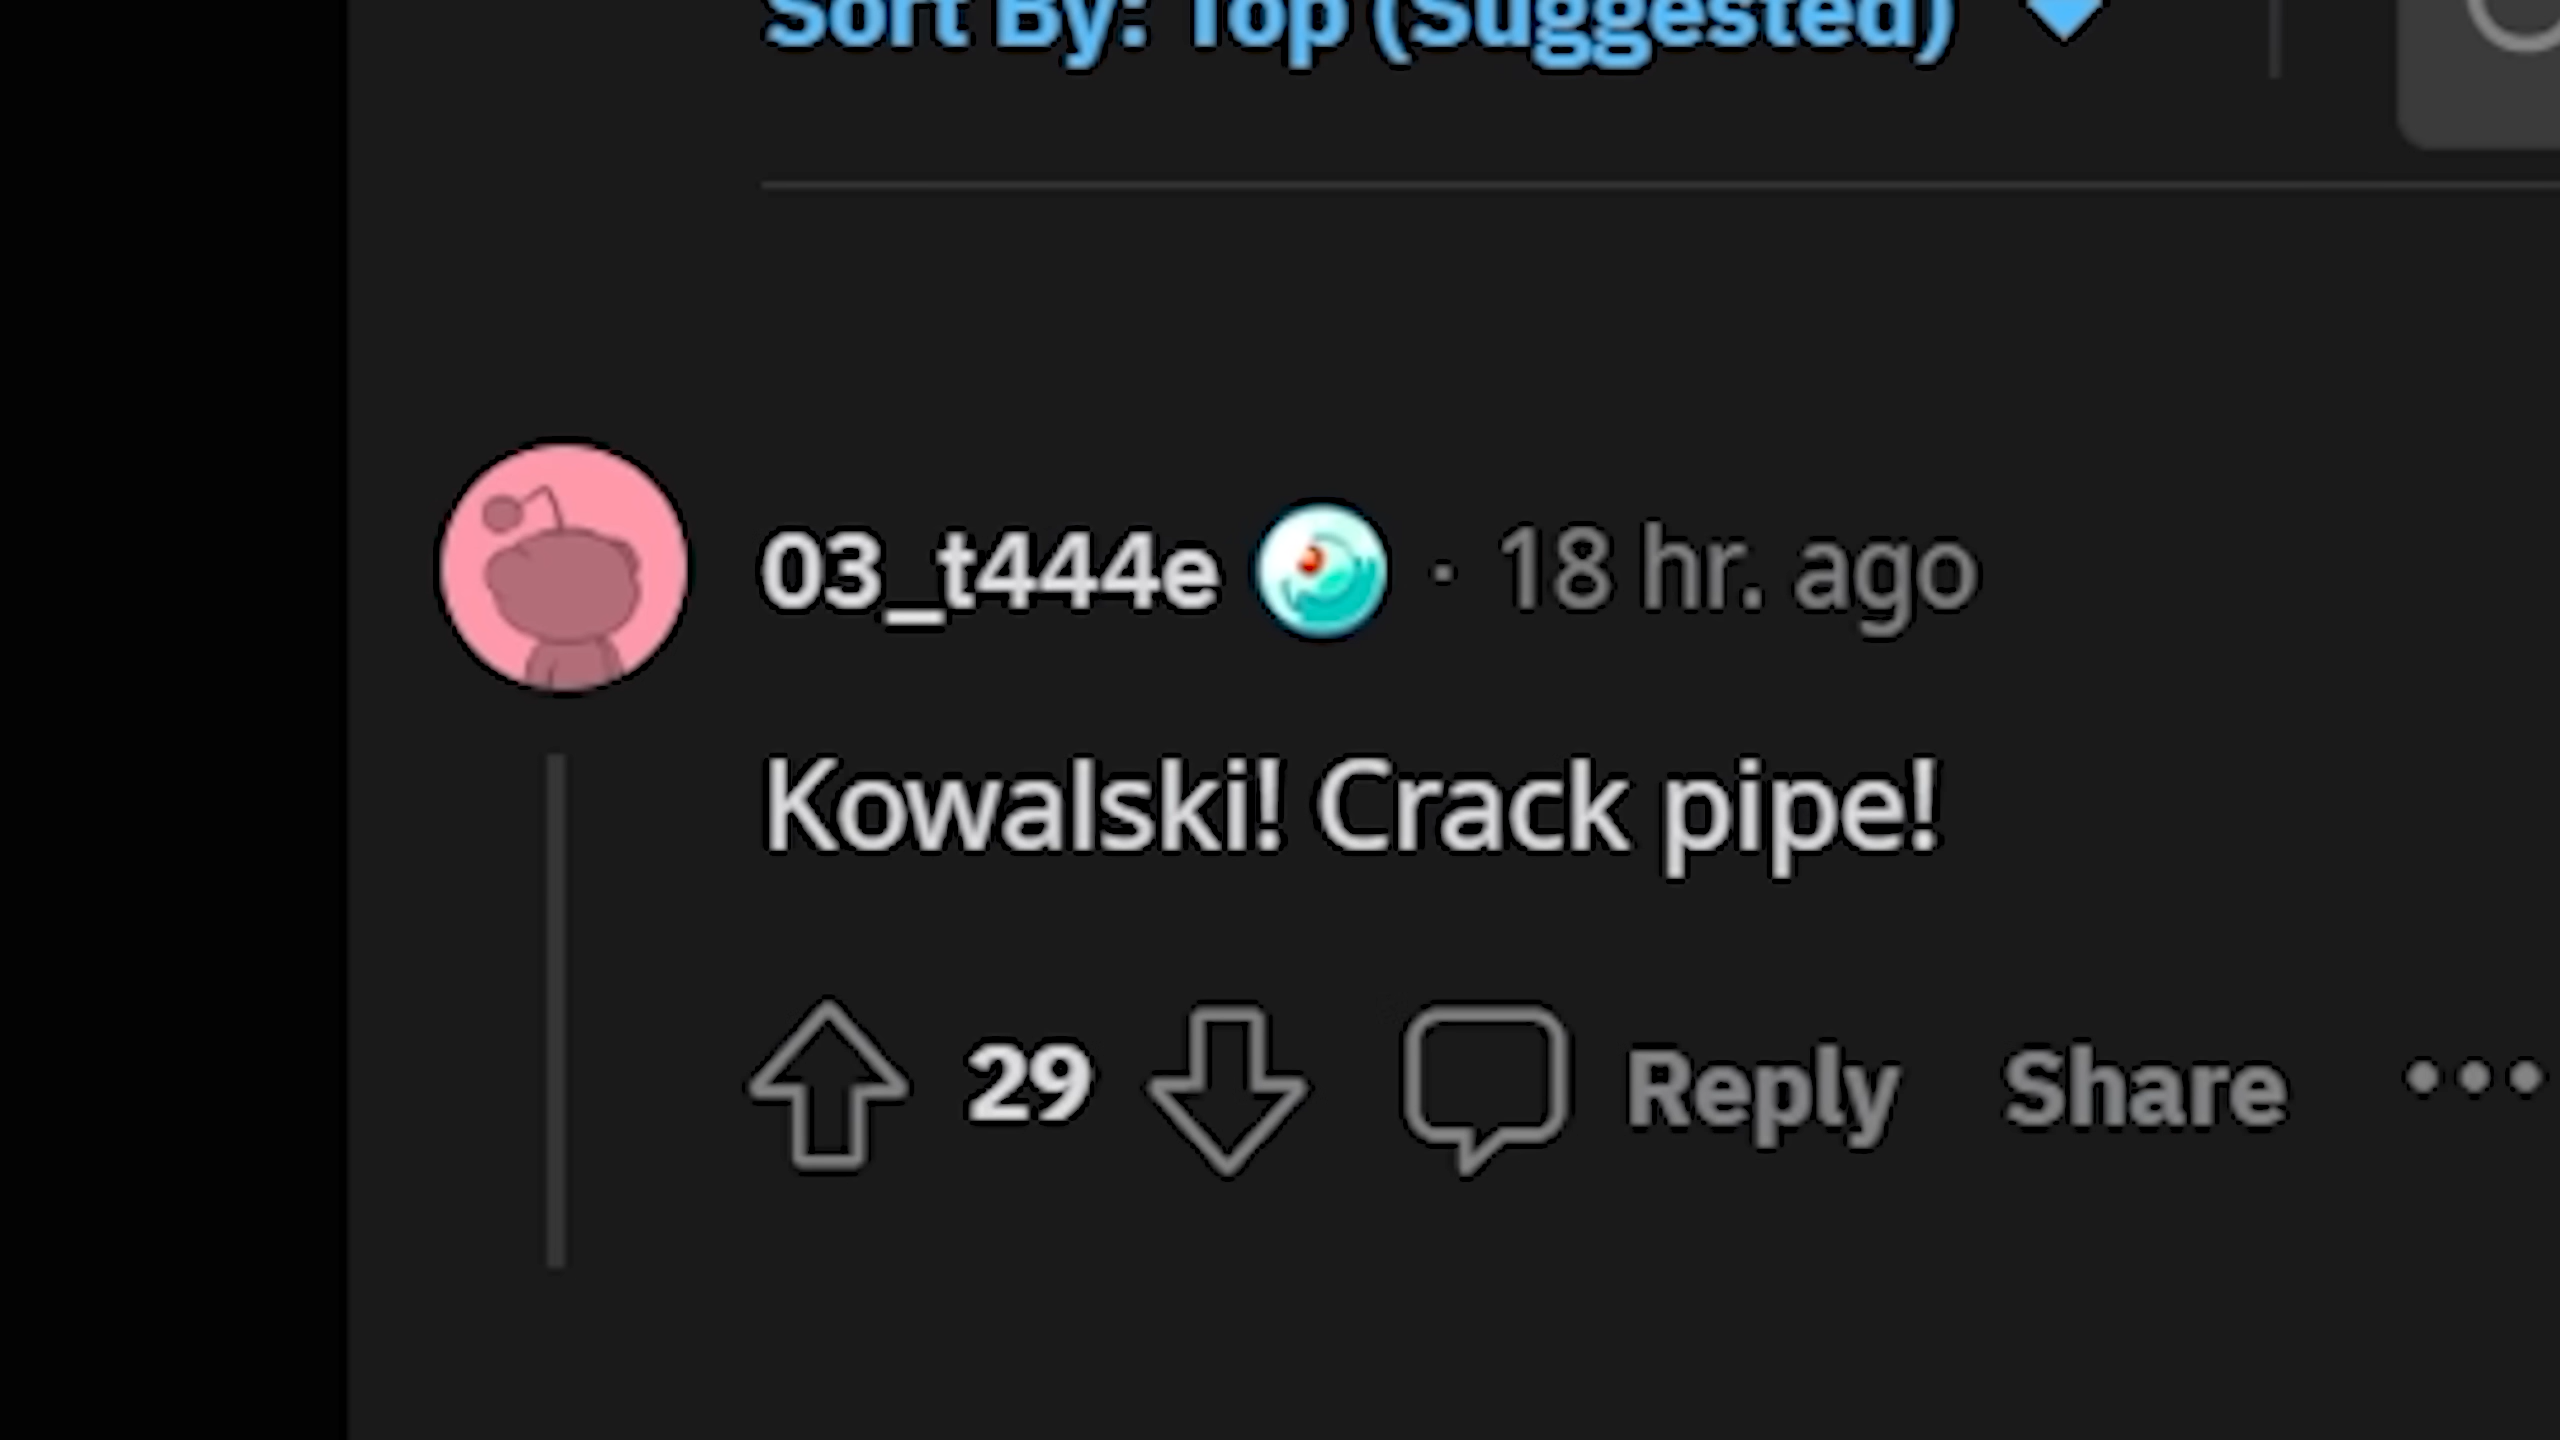 Sort By: Top (Suggested)
03_t444e · 18 hr. ago
Kowalski! Crack pipe!
29 Reply Share ...